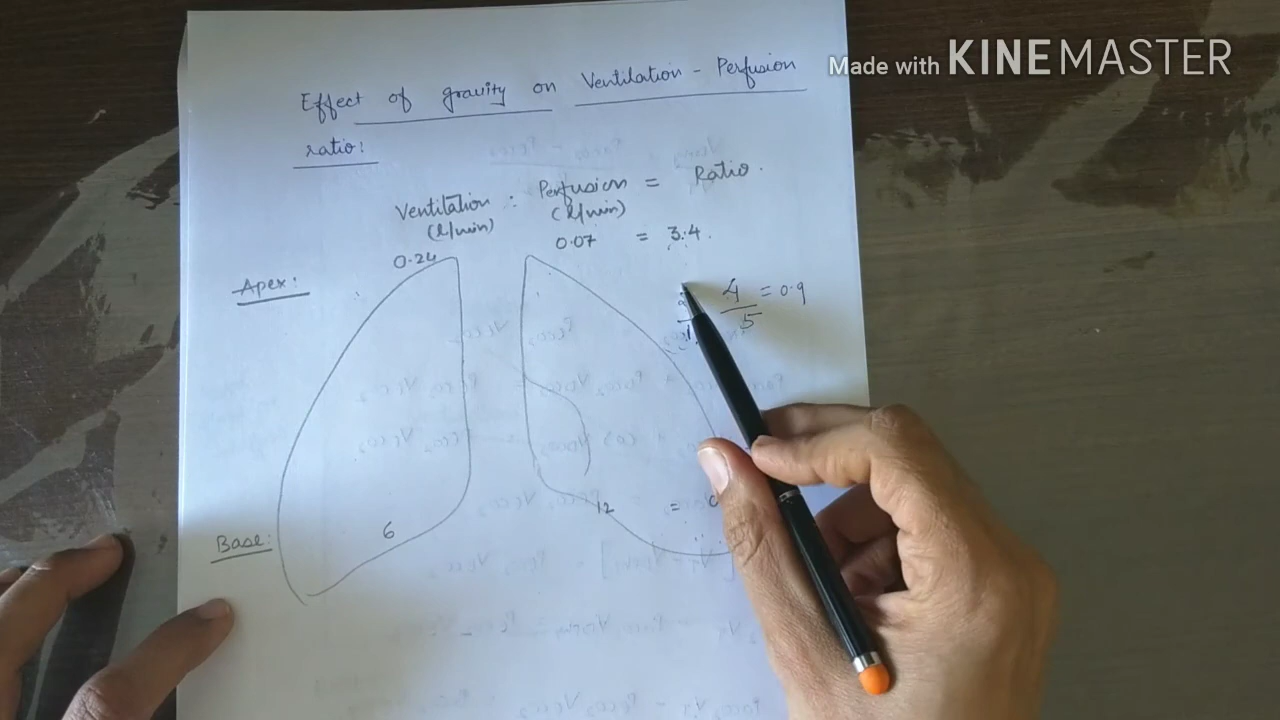 Made with KINEMASTER
Effect of gravity on Ventilation - Perfusion
ratio:
Ventilation : Perfusion = Ratio.
(l/min) (l/min)
0.24 0.07 = 3.4.
Apex:
4/5 = 0.9
Base: 6 12 =